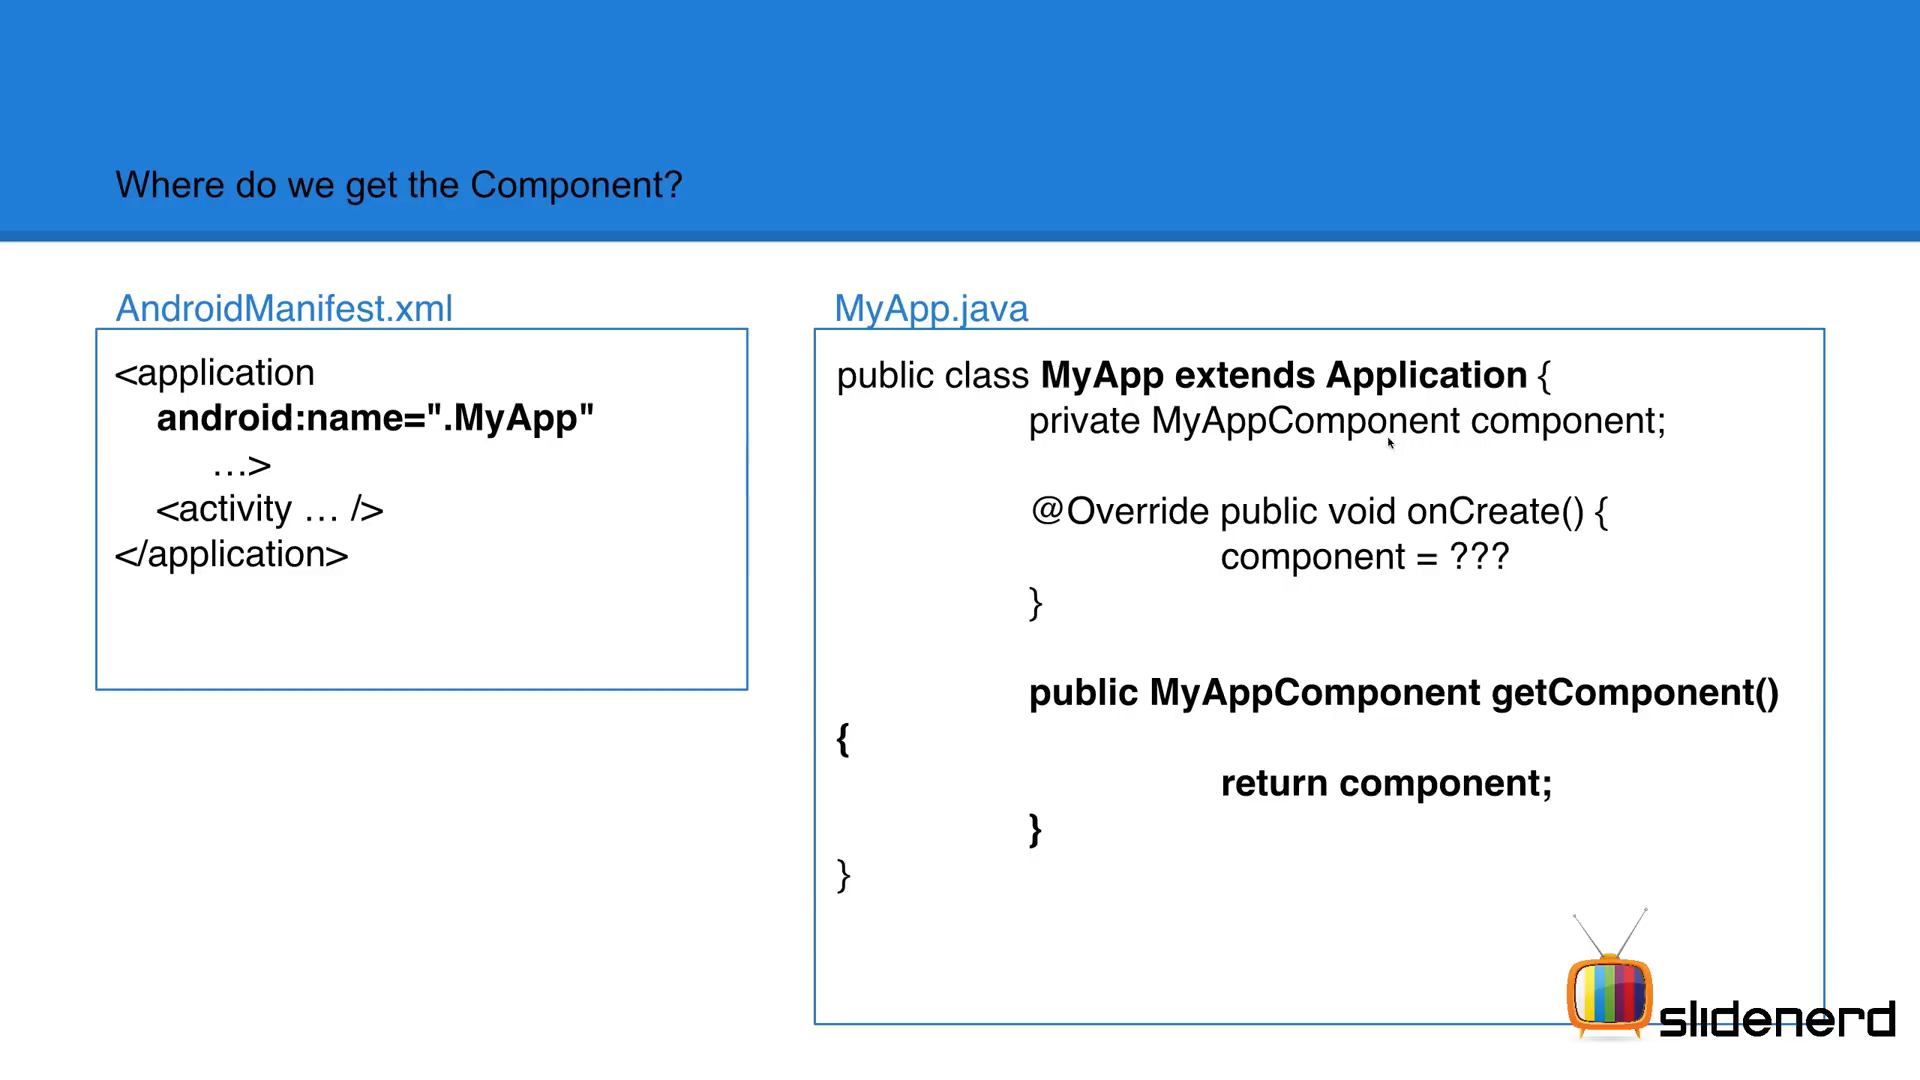 Where do we get the Component?
AndroidManifest.xml
<application
android:name=".MyApp"
…>
<activity … />
</application>
MyApp.java
public class MyApp extends Application {
private MyAppComponent component;
@Override public void onCreate() {
component = ???
}
public MyAppComponent getComponent()
{
return component;
}
}
slidenerd